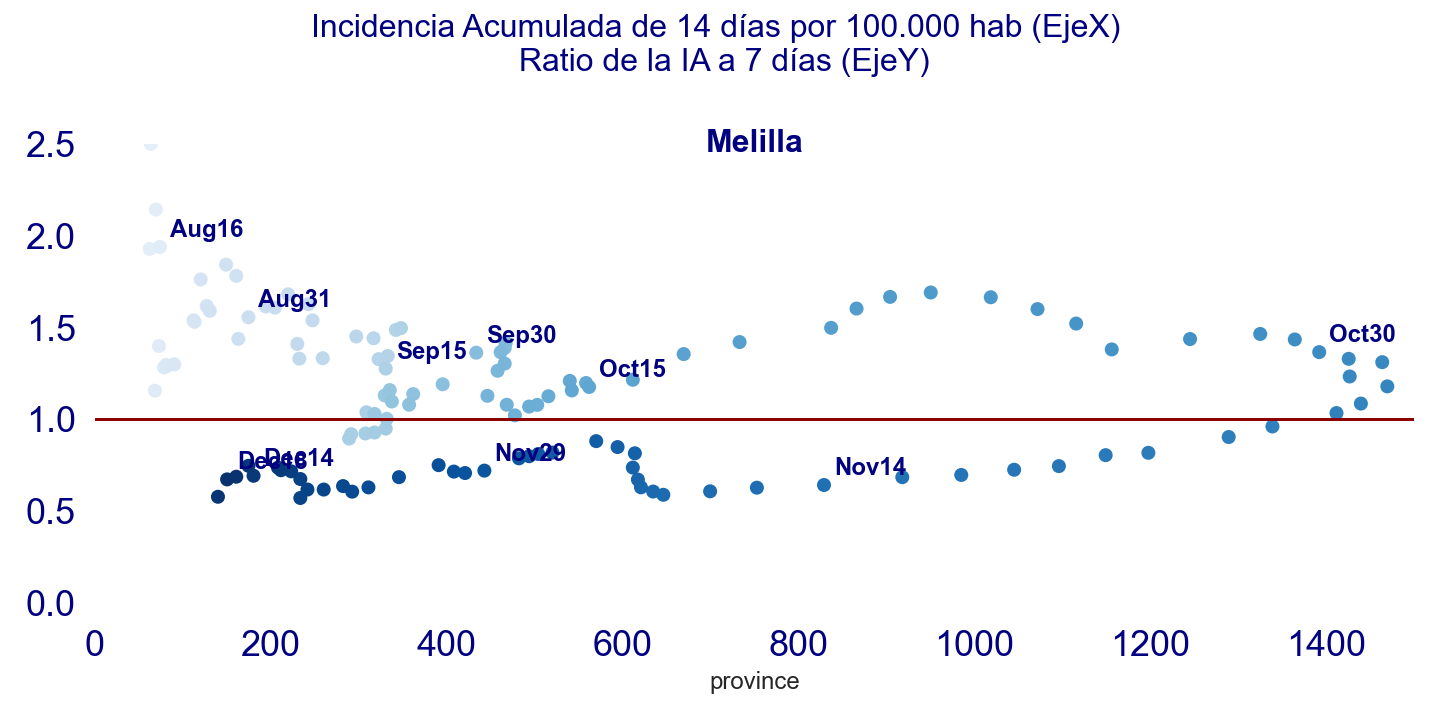 Incidencia Acumulada de 14 días por 100.000 hab (EjeX)
Ratio de la IA a 7 días (EjeY)
Melilla
2.5
2.0
1.5
1.0
0.5
0.0
Aug16
Aug31
Sep15
Sep30
Oct15
Oct30
Nov14
Nov29
Dec14
0
200
400
600
800
1000
1200
1400
province